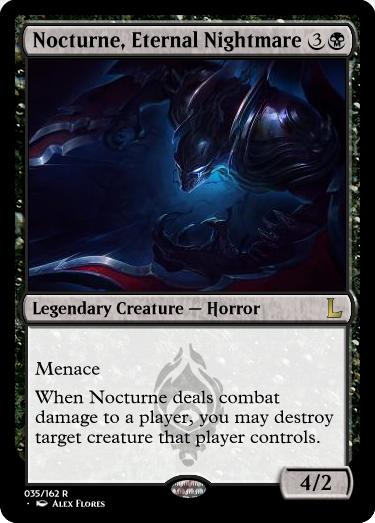 Nocturne, Eternal Nightmare 3
Legendary Creature — Horror L
Menace
When Nocturne deals combat
damage to a player, you may destroy
target creature that player controls.
4/2
035/162 R
· Alex Flores